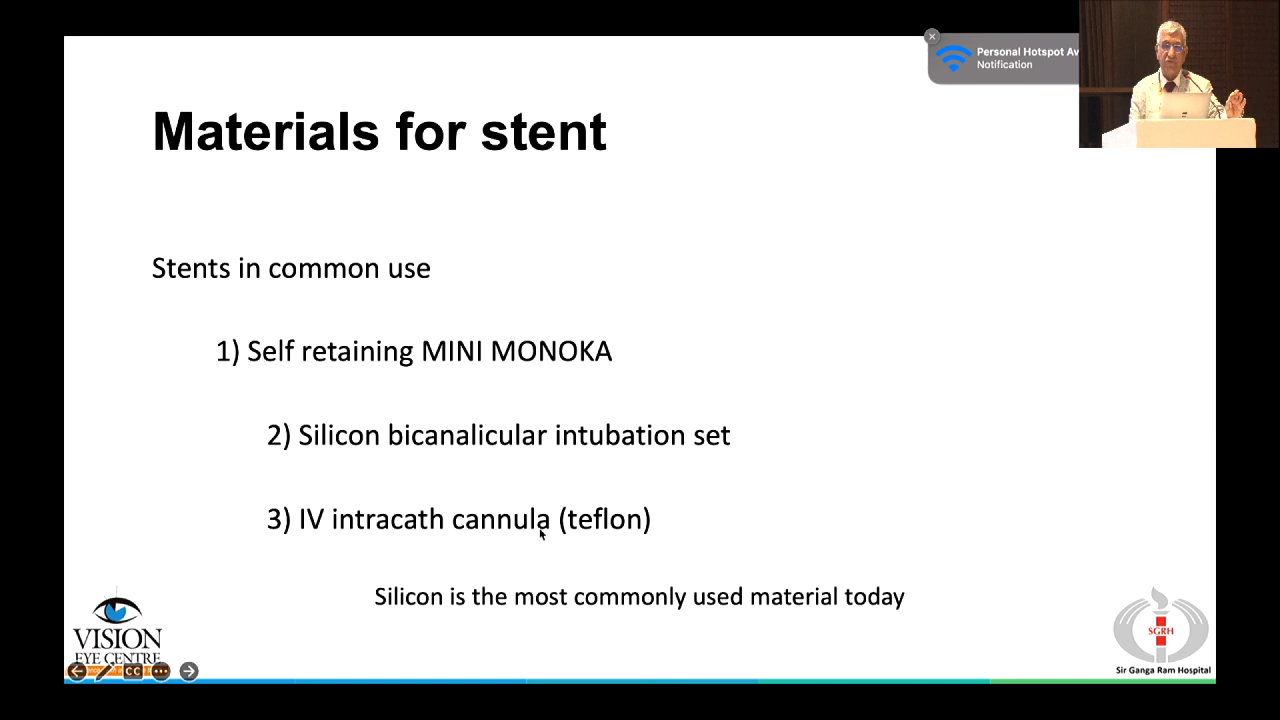 Personal Hotspot Av
Notification
Materials for stent
Stents in common use
1) Self retaining MINI MONOKA
2) Silicon bicanalicular intubation set
3) IV intracath cannula (teflon)
Silicon is the most commonly used material today
VISION
EYE CENTRE
CC
SGRH
Sir Ganga Ram Hospital